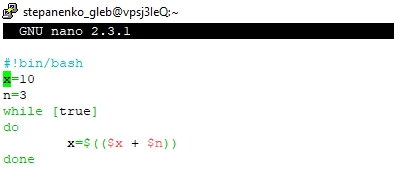 stepanenko_gleb@vpsj3leQ:~
GNU nano 2.3.1
#!bin/bash
x=10
n=3
while [true]
do
x=$(($x + $n))
done